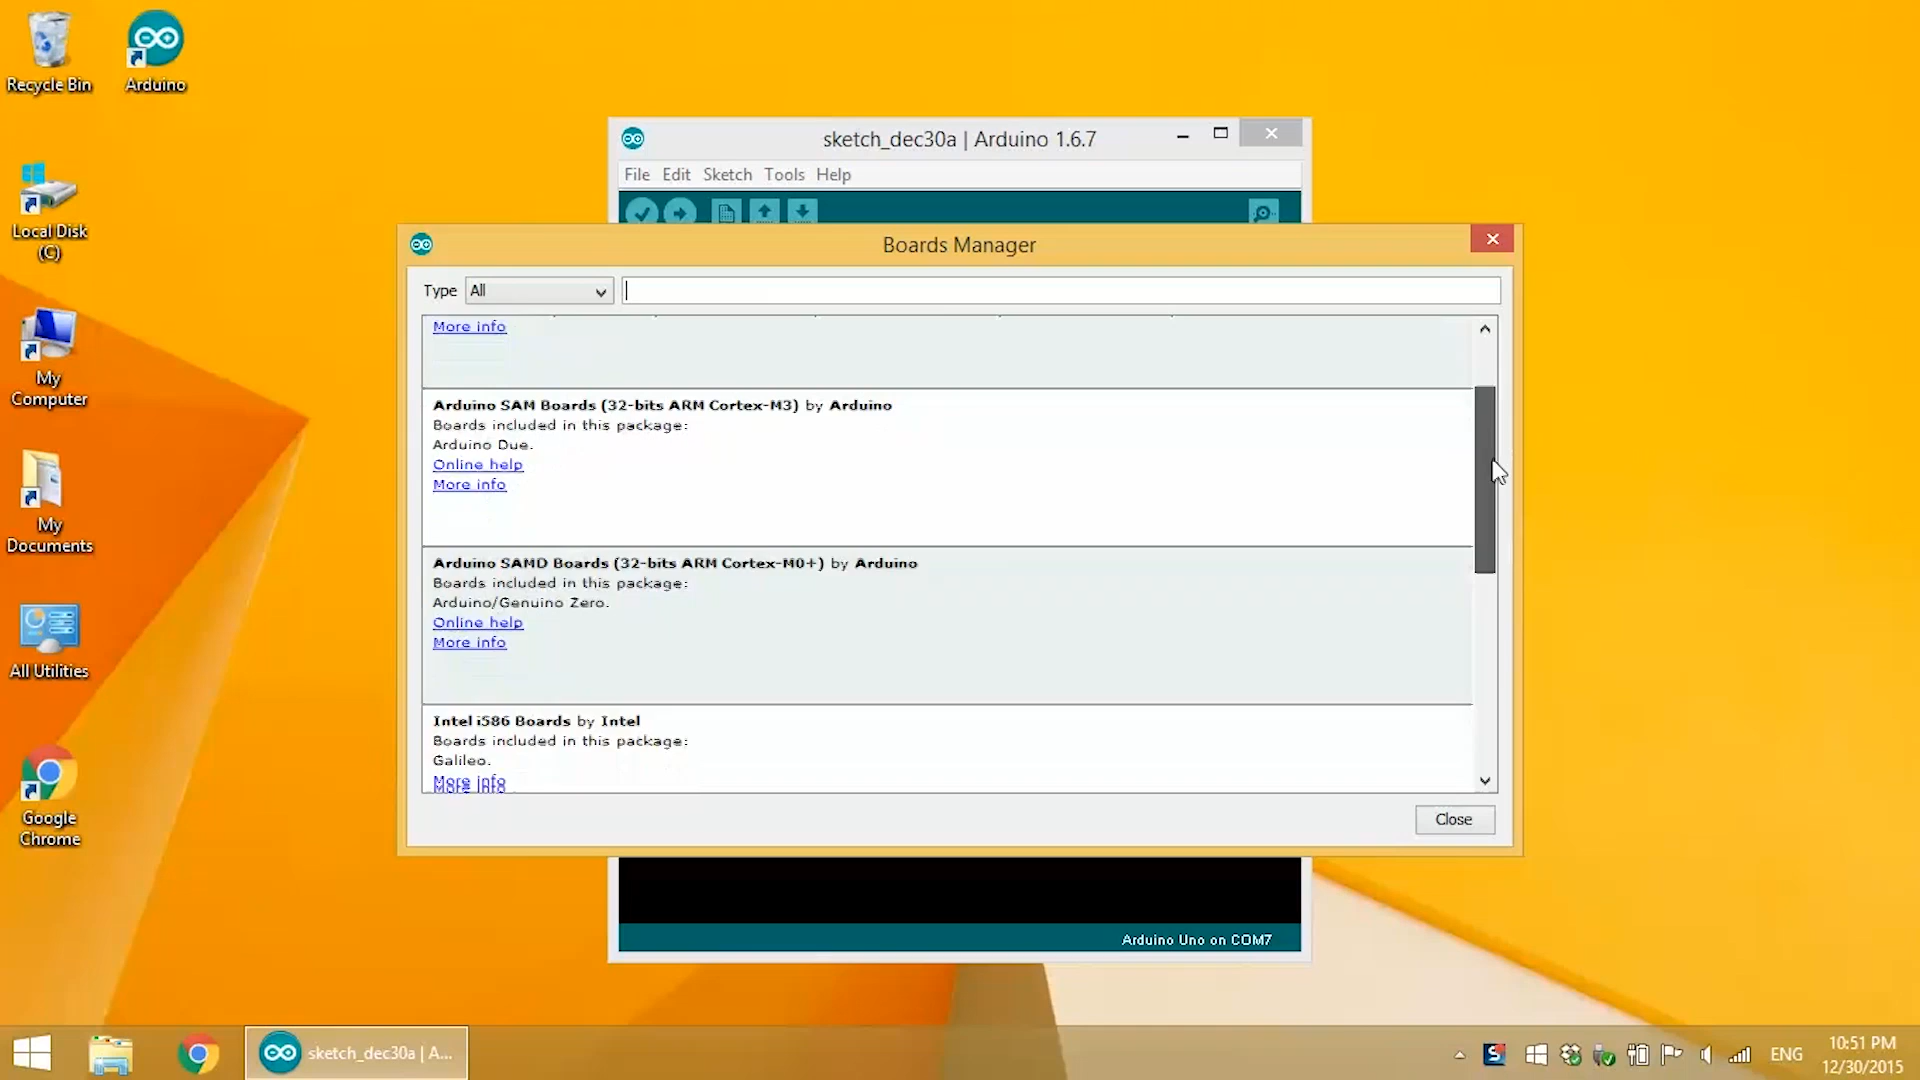 Recycle Bin
Arduino
Local Disk
(C)
My
Computer
My
Documents
All Utilities
Google
Chrome
sketch_dec30a | Arduino 1.6.7
File Edit Sketch Tools Help
Boards Manager
Type All
More info
Arduino SAM Boards (32-bits ARM Cortex-M3) by Arduino
Boards included in this package:
Arduino Due.
Online help
More info
Arduino SAMD Boards (32-bits ARM Cortex-M0+) by Arduino
Boards included in this package:
Arduino/Genuino Zero.
Online help
More info
Intel i586 Boards by Intel
Boards included in this package:
Galileo.
More info
Close
Arduino Uno on COM7
sketch_dec30a | A...
ENG
10:51 PM
12/30/2015